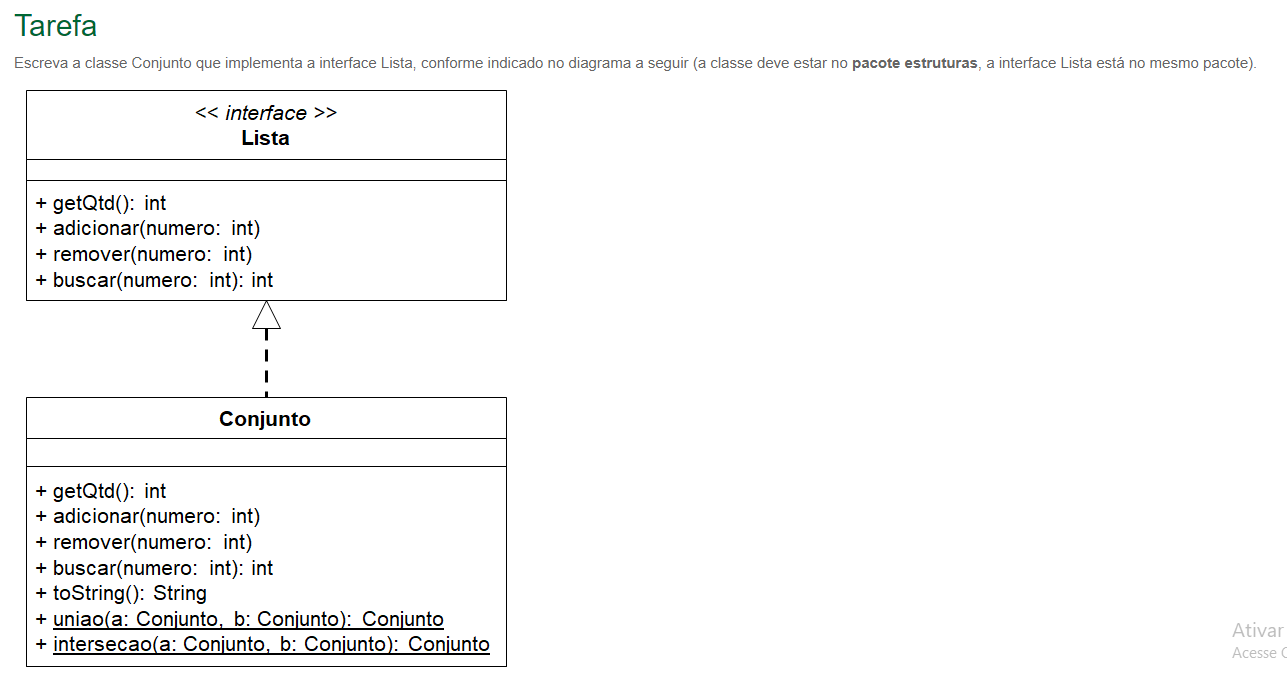 Tarefa
Escreva a classe Conjunto que implementa a interface Lista, conforme indicado no diagrama a seguir (a classe deve estar no pacote estruturas, a interface Lista está no mesmo pacote).
<< interface >>
Lista
+ getQtd(): int
+ adicionar(numero: int)
+ remover(numero: int)
+ buscar(numero: int): int
Conjunto
+ getQtd(): int
+ adicionar(numero: int)
+ remover(numero: int)
+ buscar(numero: int): int
+ toString(): String
+ uniao(a: Conjunto, b: Conjunto): Conjunto
+ intersecao(a: Conjunto, b: Conjunto): Conjunto
Ativar
Acesse